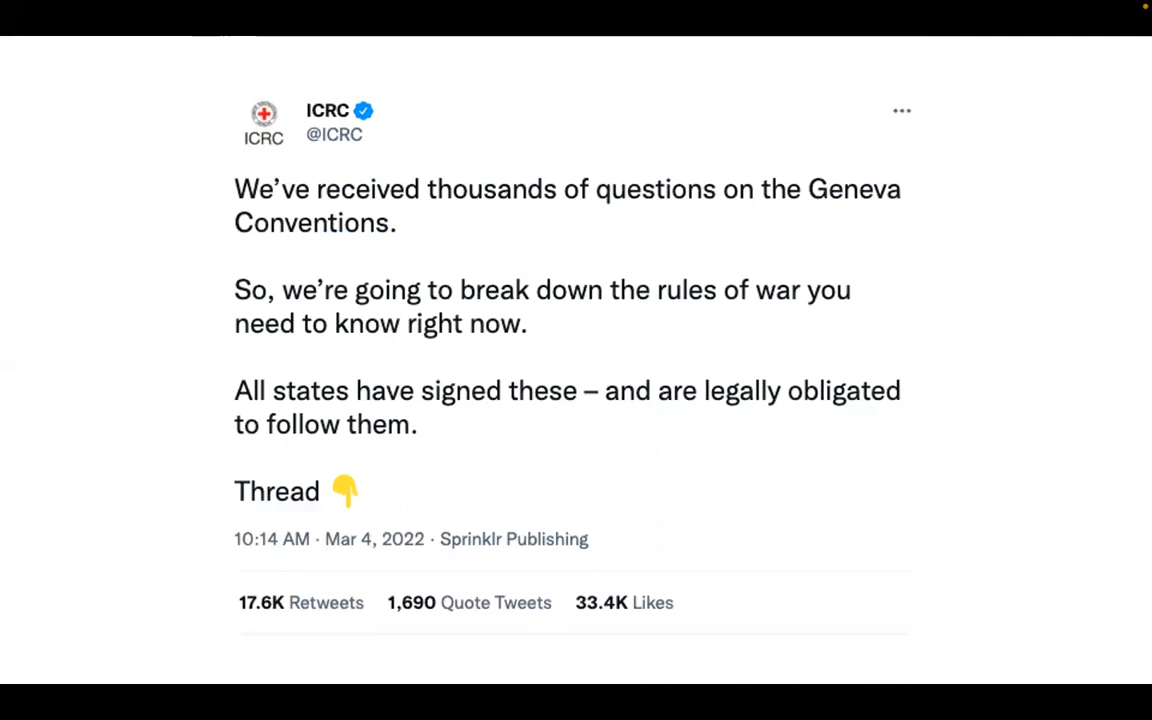 ICRC
@ICRC
ICRC
We’ve received thousands of questions on the Geneva
Conventions.
So, we’re going to break down the rules of war you
need to know right now.
All states have signed these – and are legally obligated
to follow them.
Thread 👇
10:14 AM · Mar 4, 2022 · Sprinklr Publishing
17.6K Retweets 1,690 Quote Tweets 33.4K Likes